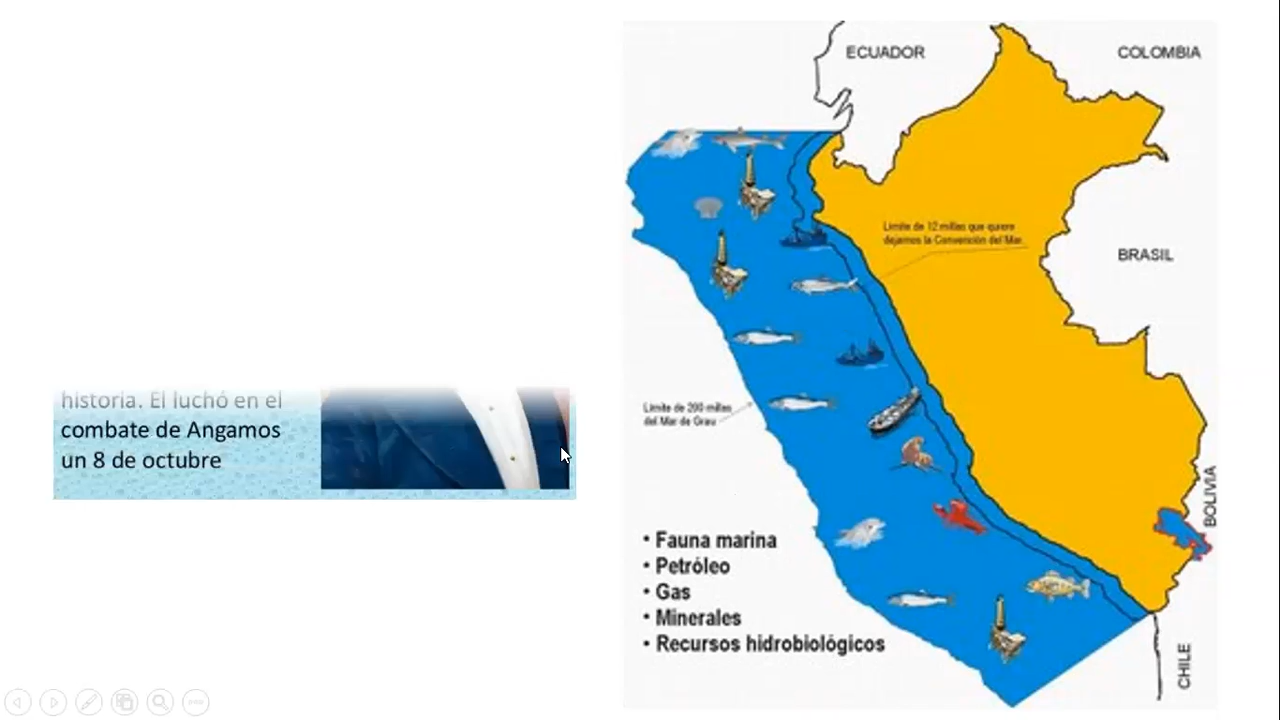 historia. El luchó en el
combate de Angamos
un 8 de octubre
ECUADOR
COLOMBIA
Límite de 12 millas que quiere
dejarnos la Convención del Mar.
BRASIL
Límite de 200 millas
del Mar de Grau
BOLIVIA
• Fauna marina
• Petróleo
• Gas
• Minerales
• Recursos hidrobiológicos
CHILE